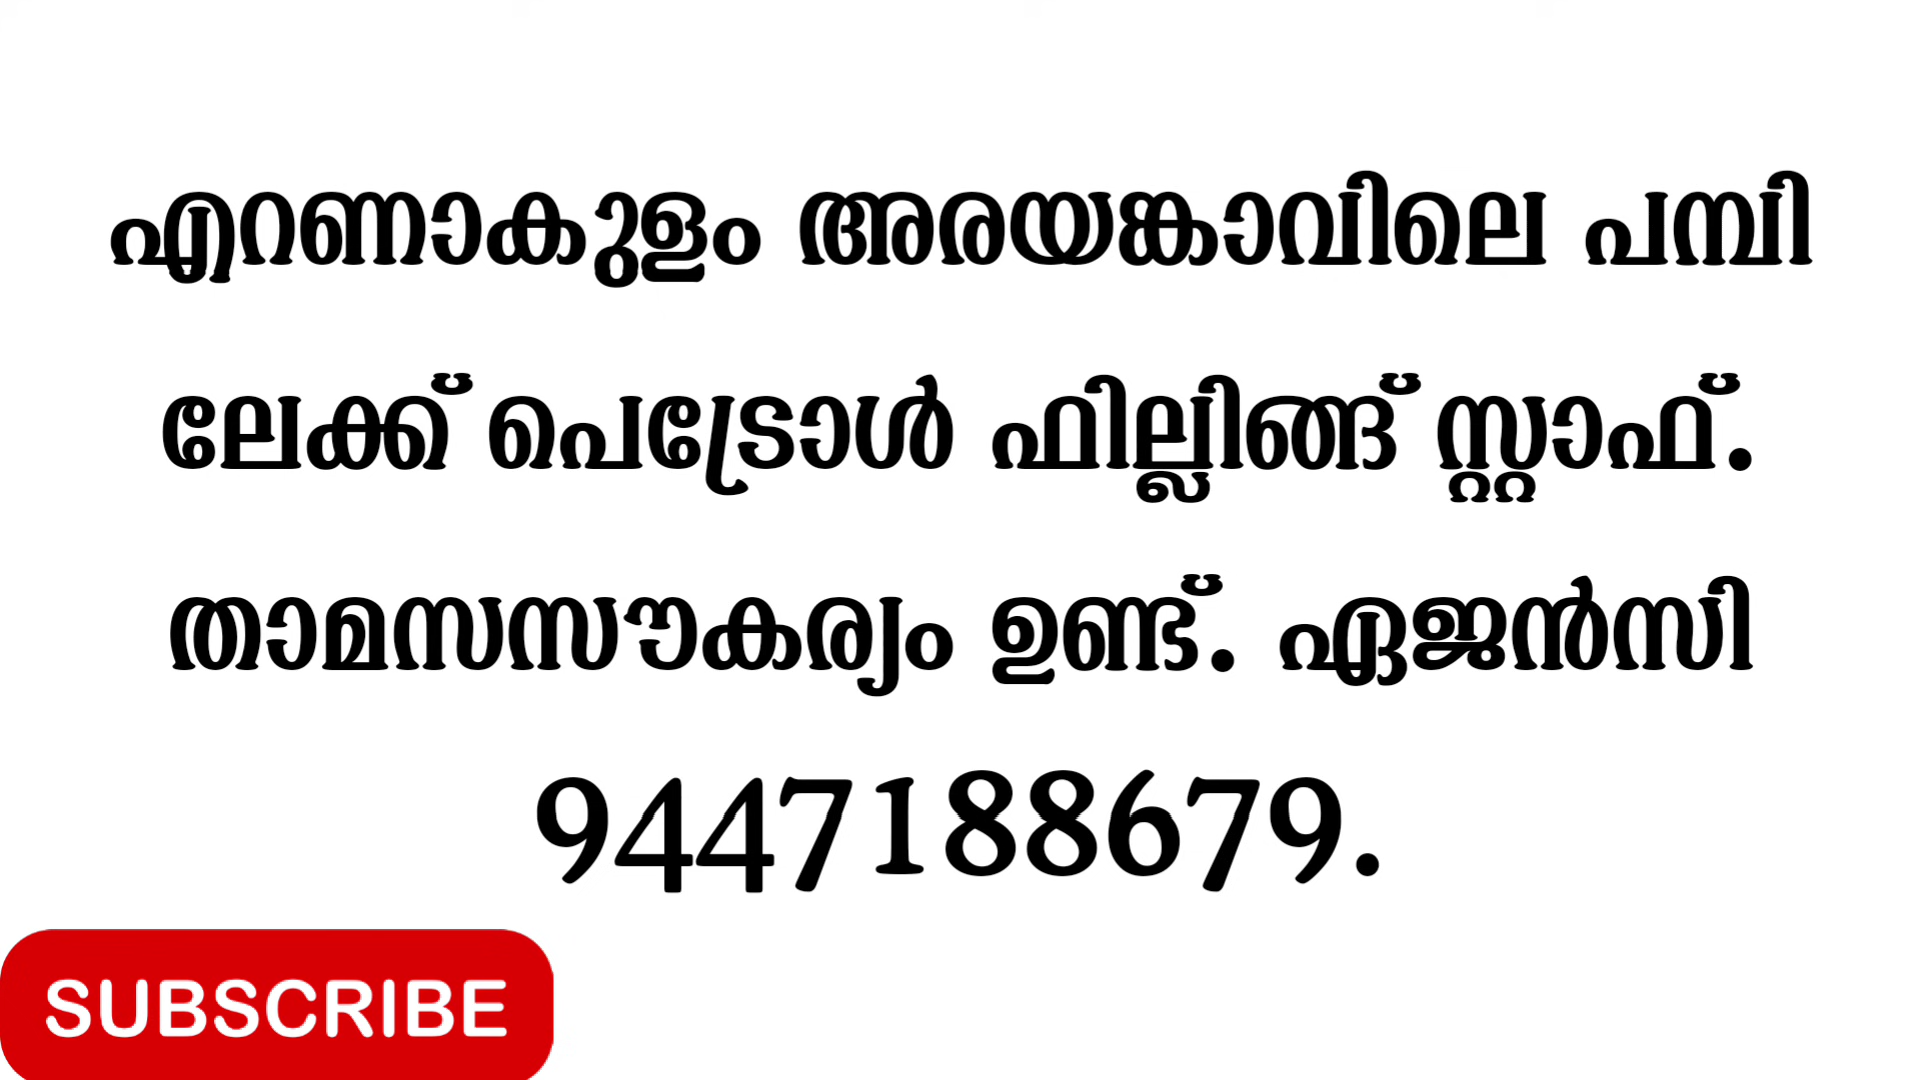 എറണാകുളം അരയങ്കാവിലെ പമ്പി
ലേക്ക് പെട്രോൾ ഫില്ലിങ്ങ് സ്റ്റാഫ്.
താമസസൗകര്യം ഉണ്ട്. ഏജൻസി
9447188679.
SUBSCRIBE